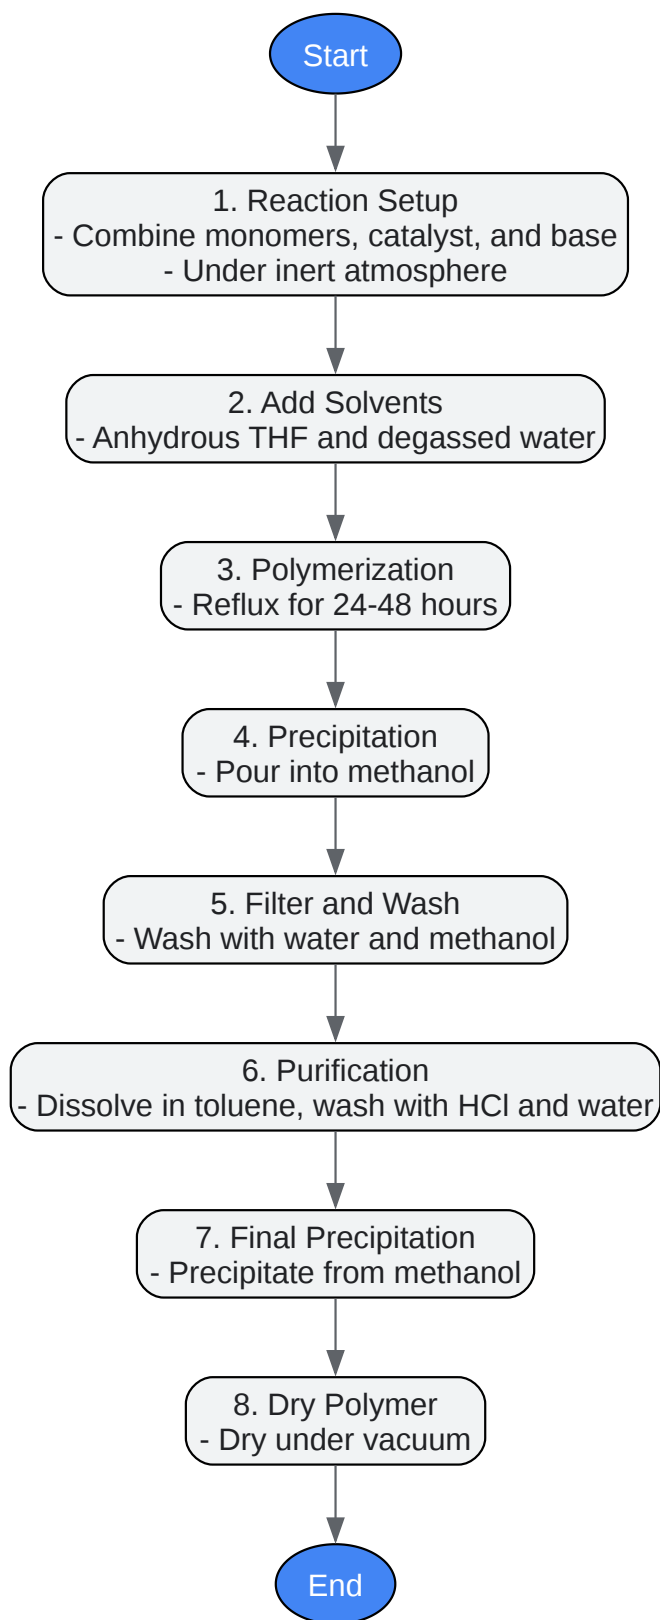 Start
1. Reaction Setup
- Combine monomers, catalyst, and base
- Under inert atmosphere
2. Add Solvents
- Anhydrous THF and degassed water
3. Polymerization
- Reflux for 24-48 hours
4. Precipitation
- Pour into methanol
5. Filter and Wash
- Wash with water and methanol
6. Purification
- Dissolve in toluene, wash with HCl and water
7. Final Precipitation
- Precipitate from methanol
8. Dry Polymer
- Dry under vacuum
End